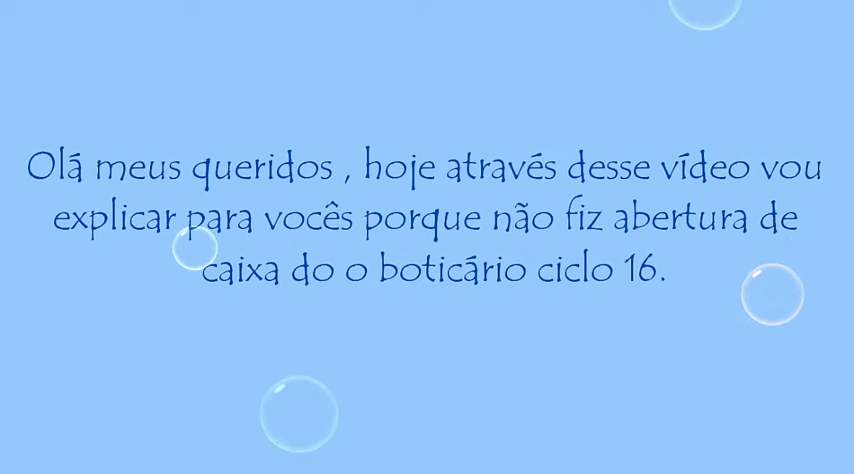 Olá meus queridos , hoje através desse vídeo vou
explicar para vocês porque não fiz abertura de
caixa do o boticário ciclo 16.